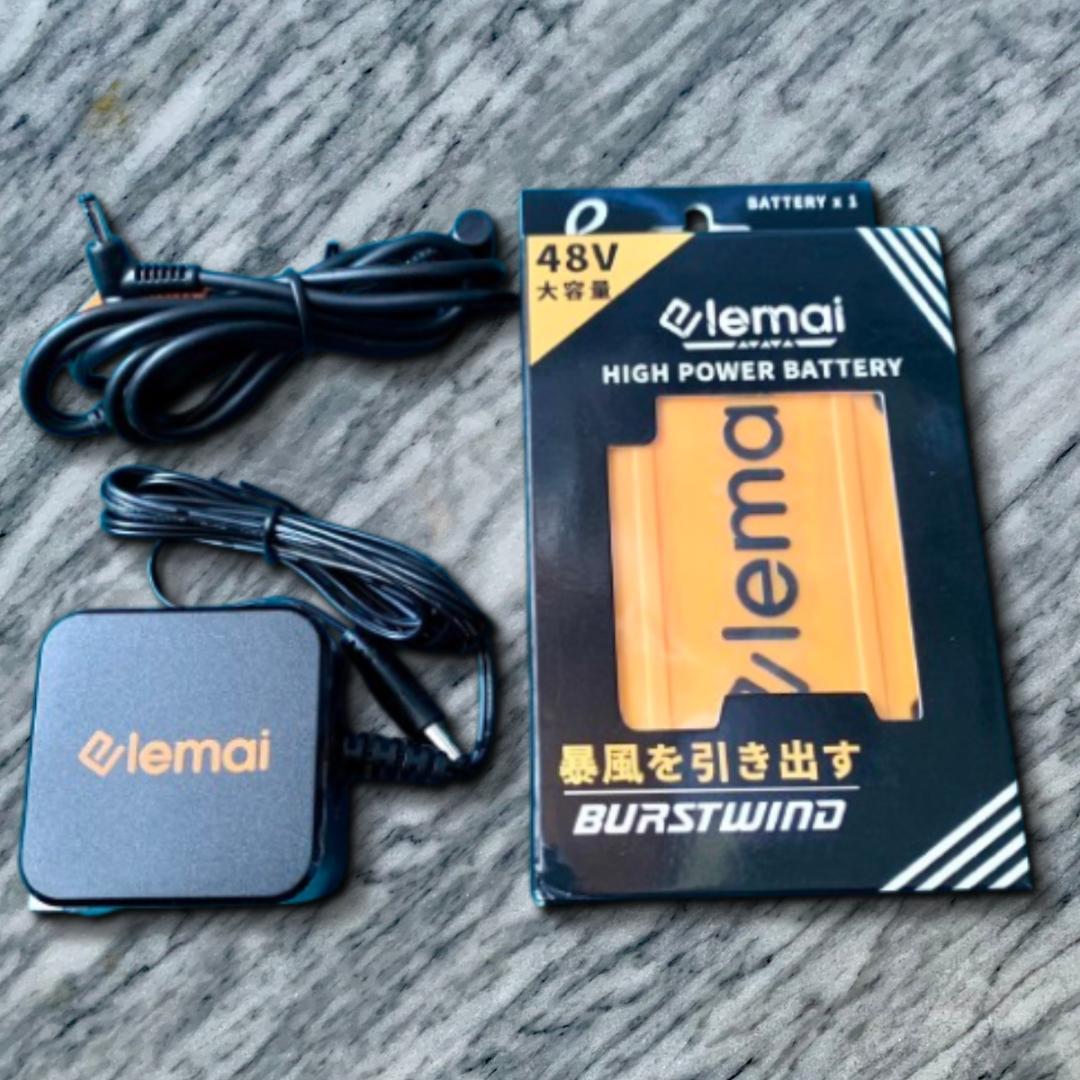 BATTERY x 1
48V
大容量
elemai
HIGH POWER BATTERY
elema
暴風を引き出す
BURSTWIND
elemai